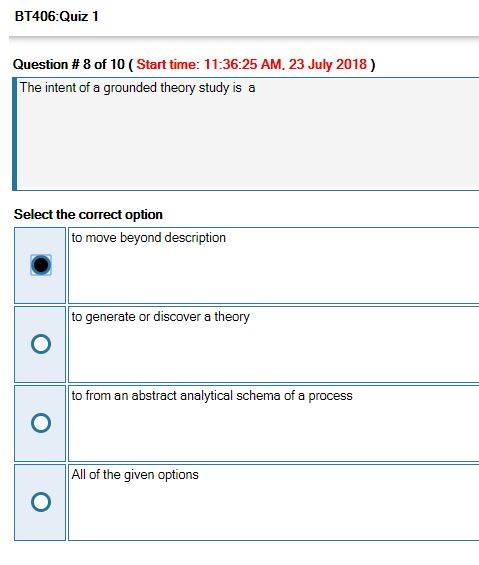 BT406:Quiz 1
Question # 8 of 10 ( Start time: 11:36:25 AM, 23 July 2018 )
The intent of a grounded theory study is a
Select the correct option
to move beyond description
to generate or discover a theory
to from an abstract analytical schema of a process
All of the given options